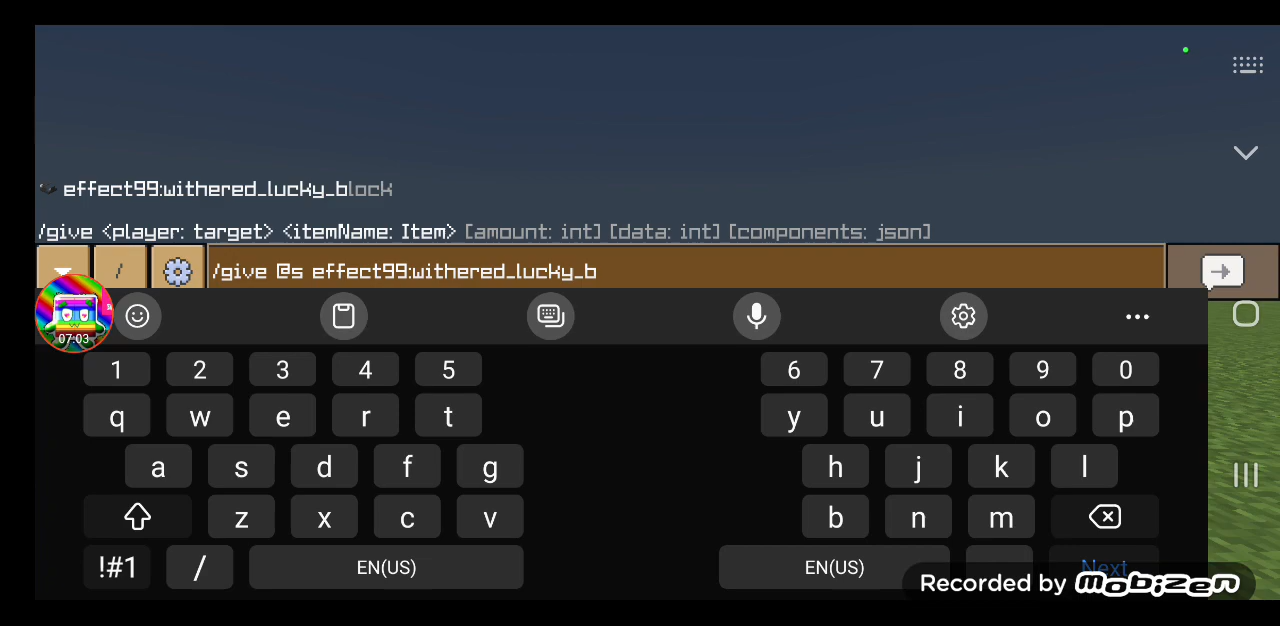 effect99:withered_lucky_block
/give <player: target> <itemName: Item> [amount: int] [data: int] [components: json]
/
/give @s effect99:withered_lucky_b
07:03
1 2 3 4 5 6 7 8 9 0
q w e r t y u i o p
a s d f g h j k l
z x c v b n m
!#1 / EN(US) EN(US) Next
Recorded by mobizen